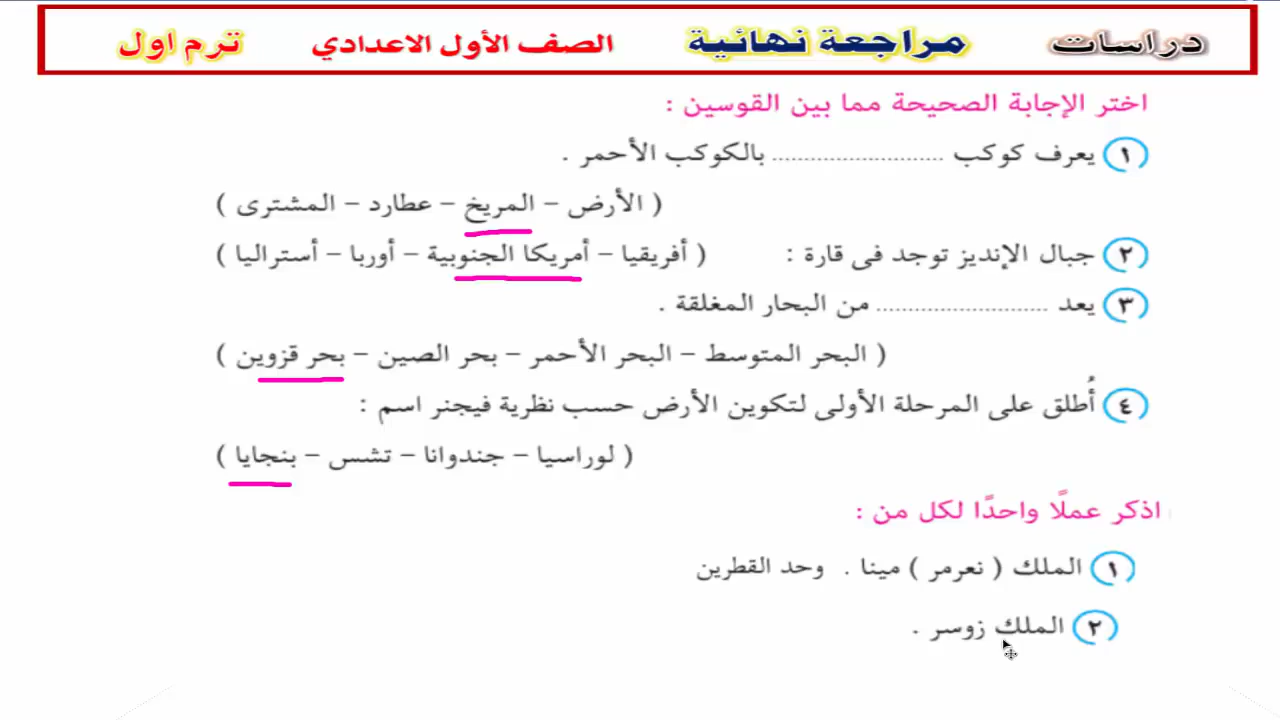 دراسات مراجعة نهائية الصف الأول الاعدادي ترم اول
اختر الإجابة الصحيحة مما بين القوسين :
١ يعرف كوكب ........................... بالكوكب الأحمر .
( الأرض – المريخ – عطارد – المشترى )
٢ جبال الإنديز توجد فى قارة : ( أفريقيا – أمريكا الجنوبية – أوربا – أستراليا )
٣ يعد ........................... من البحار المغلقة .
( البحر المتوسط – البحر الأحمر – بحر الصين – بحر قزوين )
٤ أُطلق على المرحلة الأولى لتكوين الأرض حسب نظرية فيجنر اسم :
( لوراسيا – جندوانا – تشس – بنجايا )
اذكر عملًا واحدًا لكل من :
١ الملك ( نعرمر ) مينا . وحد القطرين
٢ الملك زوسر .